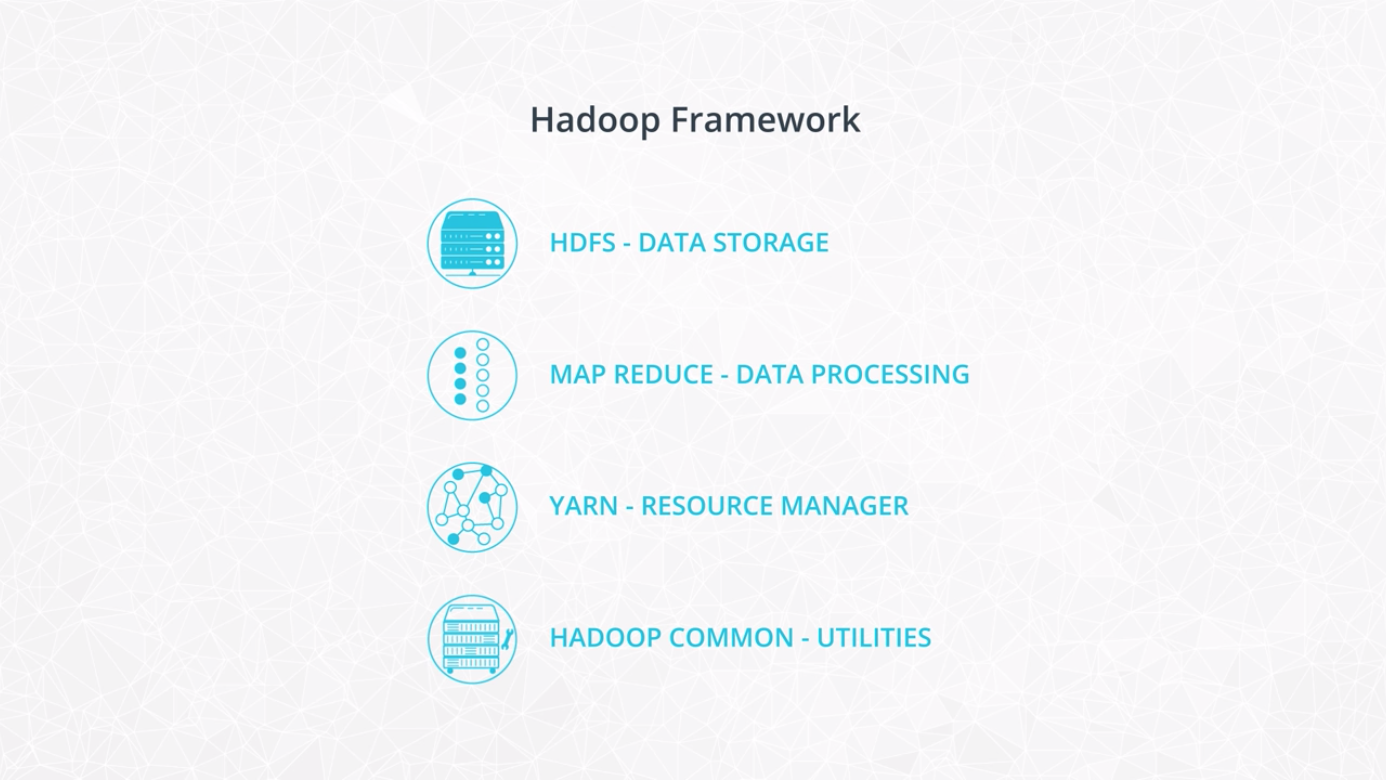 Hadoop Framework
HDFS - DATA STORAGE
MAP REDUCE - DATA PROCESSING
YARN - RESOURCE MANAGER
HADOOP COMMON - UTILITIES